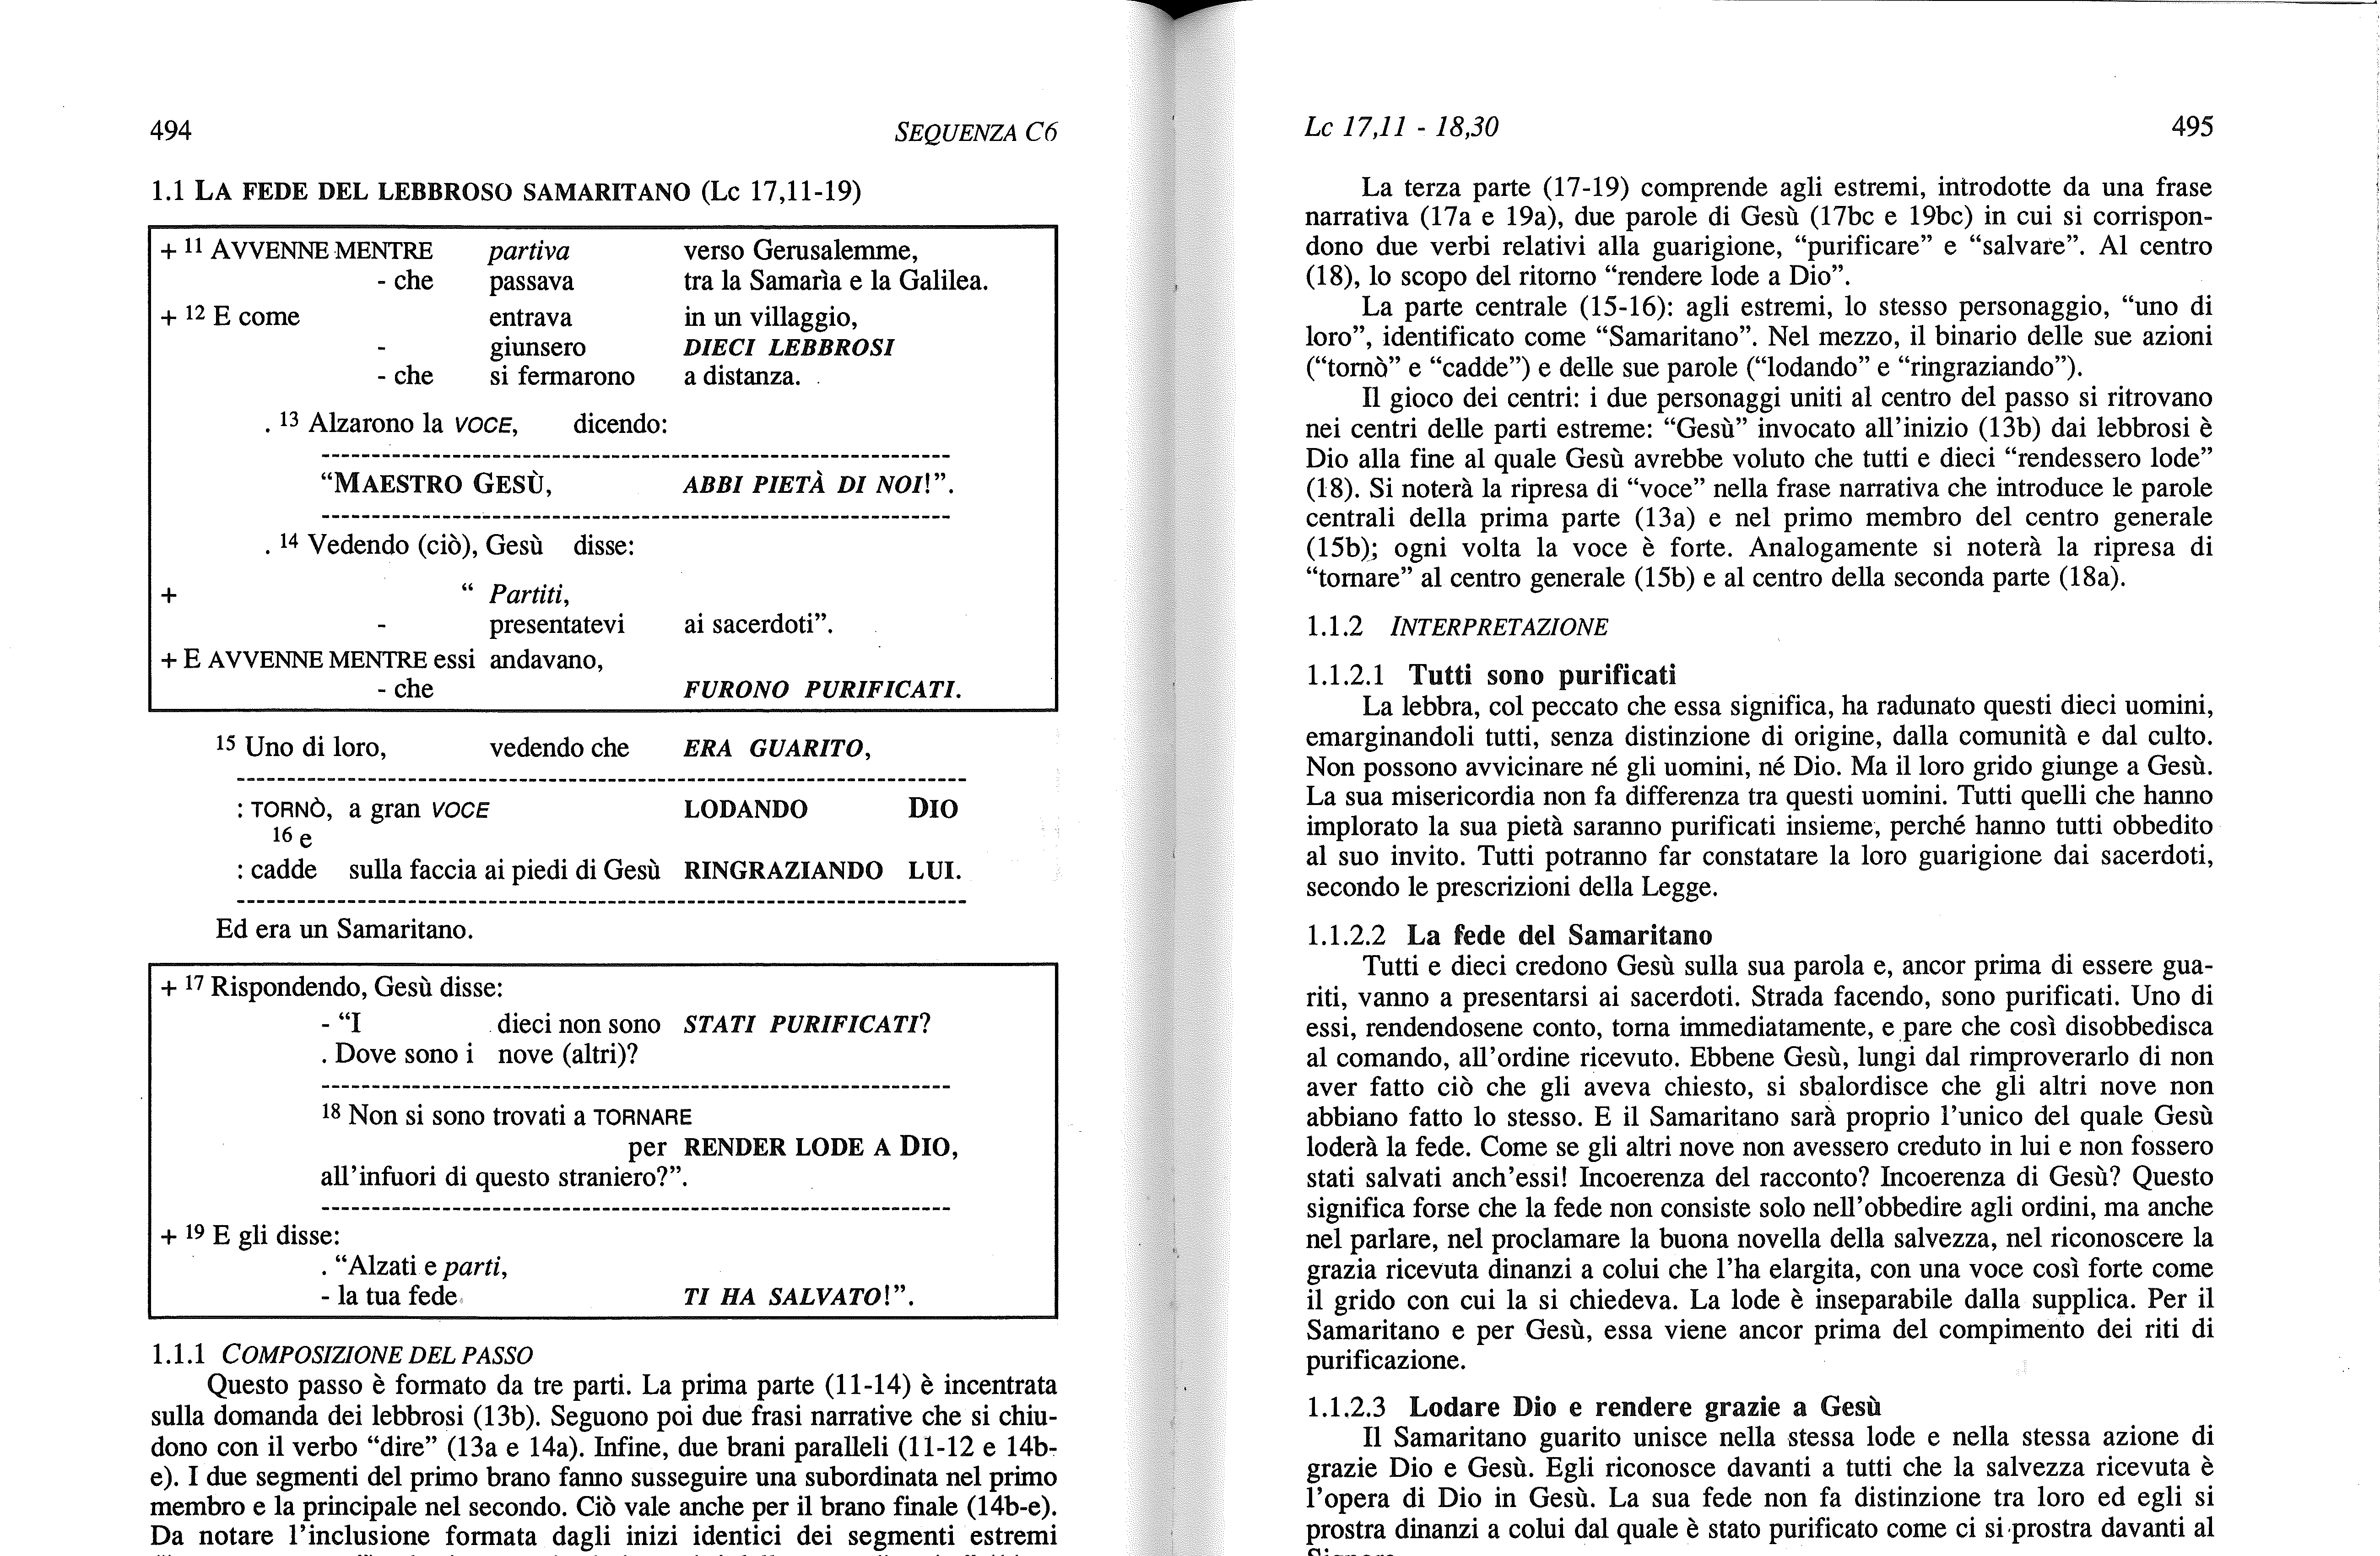 494 SEQUENZA C6
1.1 LA FEDE DEL LEBBROSO SAMARITANO (Lc 17,11-19)
+ 11 AVVENNE MENTRE partiva verso Gerusalemme,
- che passava tra la Samarìa e la Galilea.
+ 12 E come entrava in un villaggio,
- giunsero DIECI LEBBROSI
- che si fermarono a distanza.
. 13 Alzarono la VOCE, dicendo:
“MAESTRO GESÙ, ABBI PIETÀ DI NOI!”.
. 14 Vedendo (ciò), Gesù disse:
+ “ Partiti,
- presentatevi ai sacerdoti”.
+ E AVVENNE MENTRE essi andavano,
- che FURONO PURIFICATI.
15 Uno di loro, vedendo che ERA GUARITO,
: TORNÒ, a gran VOCE LODANDO DIO
16 e
: cadde sulla faccia ai piedi di Gesù RINGRAZIANDO LUI.
Ed era un Samaritano.
+ 17 Rispondendo, Gesù disse:
- “I dieci non sono STATI PURIFICATI?
. Dove sono i nove (altri)?
18 Non si sono trovati a TORNARE
per RENDER LODE A DIO,
all’infuori di questo straniero?”.
+ 19 E egli disse:
. “Alzati e parti,
- la tua fede TI HA SALVATO!”.
1.1.1 COMPOSIZIONE DEL PASSO
Questo passo è formato da tre parti. La prima parte (11-14) è incentrata
sulla domanda dei lebbrosi (13b). Seguono poi due frasi narrative che si chiu-
dono con il verbo “dire” (13a e 14a). Infine, due brani paralleli (11-12 e 14b-
e). I due segmenti del primo brano fanno susseguire una subordinata nel primo
membro e la principale nel secondo. Ciò vale anche per il brano finale (14b-e).
Da notare l’inclusione formata dagli inizi identici dei segmenti estremi
Lc 17,11 - 18,30 495
La terza parte (17-19) comprende agli estremi, introdotte da una frase
narrativa (17a e 19a), due parole di Gesù (17bc e 19bc) in cui si corrispon-
dono due verbi relativi alla guarigione, “purificare” e “salvare”. Al centro
(18), lo scopo del ritorno “rendere lode a Dio”.
La parte centrale (15-16): agli estremi, lo stesso personaggio, “uno di
loro”, identificato come “Samaritano”. Nel mezzo, il binario delle sue azioni
(“tornò” e “cadde”) e delle sue parole (“lodando” e “ringraziando”).
Il gioco dei centri: i due personaggi uniti al centro del passo si ritrovano
nei centri delle parti estreme: “Gesù” invocato all’inizio (13b) dai lebbrosi è
Dio alla fine al quale Gesù avrebbe voluto che tutti e dieci “rendessero lode”
(18). Si noterà la ripresa di “voce” nella frase narrativa che introduce le parole
centrali della prima parte (13a) e nel primo membro del centro generale
(15b); ogni volta la voce è forte. Analogamente si noterà la ripresa di
“tornare” al centro generale (15b) e al centro della seconda parte (18a).
1.1.2 INTERPRETAZIONE
1.1.2.1 Tutti sono purificati
La lebbra, col peccato che essa significa, ha radunato questi dieci uomini,
emarginandoli tutti, senza distinzione di origine, dalla comunità e dal culto.
Non possono avvicinare né gli uomini, né Dio. Ma il loro grido giunge a Gesù.
La sua misericordia non fa differenza tra questi uomini. Tutti quelli che hanno
implorato la sua pietà saranno purificati insieme, perché hanno tutti obbedito
al suo invito. Tutti potranno far constatare la loro guarigione dai sacerdoti,
secondo le prescrizioni della Legge.
1.1.2.2 La fede del Samaritano
Tutti e dieci credono Gesù sulla sua parola e, ancor prima di essere gua-
riti, vanno a presentarsi ai sacerdoti. Strada facendo, sono purificati. Uno di
essi, rendendosene conto, torna immediatamente, e pare che così disobbedisca
al comando, all’ordine ricevuto. Ebbene Gesù, lungi dal rimproverarlo di non
aver fatto ciò che gli aveva chiesto, si sbalordisce che gli altri nove non
abbiano fatto lo stesso. E il Samaritano sarà proprio l’unico del quale Gesù
loderà la fede. Come se gli altri nove non avessero creduto in lui e non fossero
stati salvati anch’essi! Incoerenza del racconto? Incoerenza di Gesù? Questo
significa forse che la fede non consiste solo nell’obbedire agli ordini, ma anche
nel parlare, nel proclamare la buona novella della salvezza, nel riconoscere la
grazia ricevuta dinanzi a colui che l’ha elargita, con una voce così forte come
il grido con cui la si chiedeva. La lode è inseparabile dalla supplica. Per il
Samaritano e per Gesù, essa viene ancor prima del compimento dei riti di
purificazione.
1.1.2.3 Lodare Dio e rendere grazie a Gesù
Il Samaritano guarito unisce nella stessa lode e nella stessa azione di
grazie Dio e Gesù. Egli riconosce davanti a tutti che la salvezza ricevuta è
l’opera di Dio in Gesù. La sua fede non fa distinzione tra loro ed egli si
prostra dinanzi a colui dal quale è stato purificato come ci si prostra davanti al